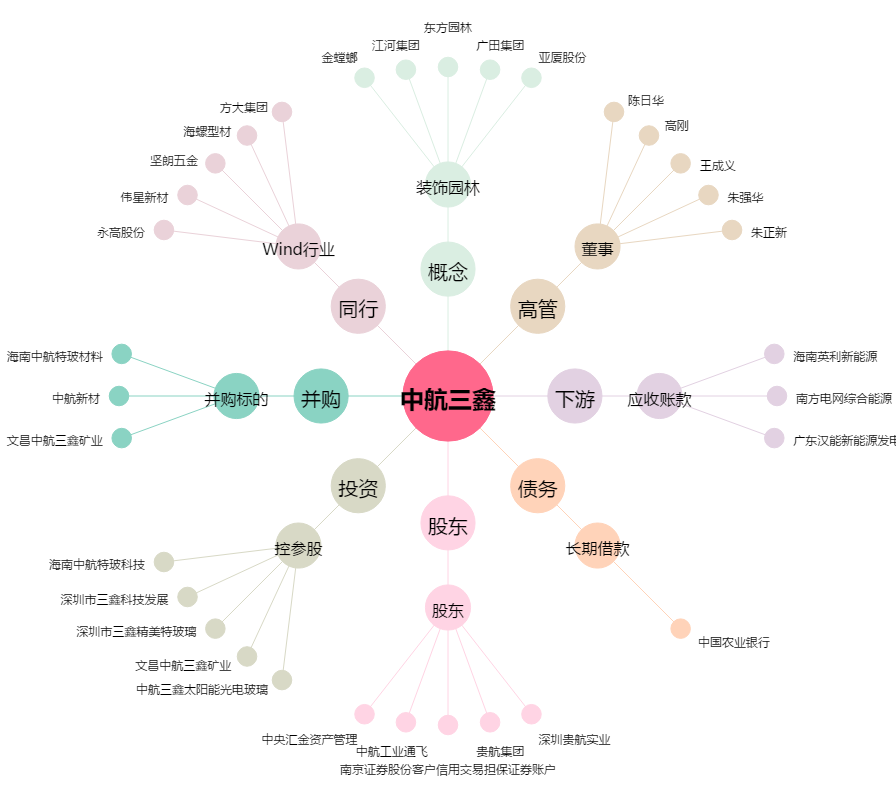 东方园林
江河集团
广田集团
金螳螂
亚厦股份
方大集团
陈日华
海螺型材
高刚
坚朗五金
王成义
装饰园林
伟星新材
朱强华
永高股份
朱正新
Wind行业
董事
概念
同行
高管
海南中航特玻材料
海南英利新能源
中航新材
并购标的
并购
中航三鑫
下游
应收账款
南方电网综合能源
文昌中航三鑫矿业
广东汉能新能源发电
投资
债务
股东
控参股
长期借款
海南中航特玻科技
深圳市三鑫科技发展
股东
深圳市三鑫精美特玻璃
中国农业银行
文昌中航三鑫矿业
中航三鑫太阳能光电玻璃
中央汇金资产管理
深圳贵航实业
中航工业通飞
贵航集团
南京证券股份客户信用交易担保证券账户